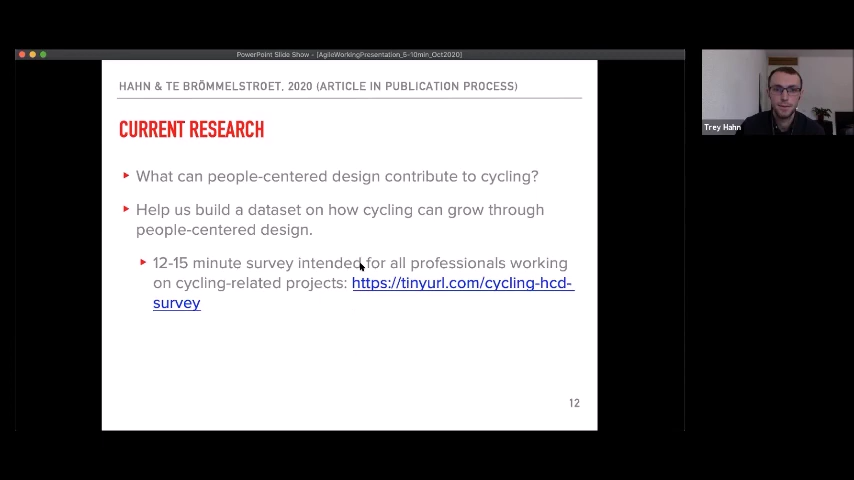 PowerPoint Slide Show - [AgileWorkingPresentation_5-10min_Oct2020]
HAHN & TE BRÖMMELSTROET, 2020 (ARTICLE IN PUBLICATION PROCESS)
CURRENT RESEARCH
What can people-centered design contribute to cycling?
Help us build a dataset on how cycling can grow through
people-centered design.
12-15 minute survey intended for all professionals working
on cycling-related projects: https://tinyurl.com/cycling-hcd-
survey
12
Trey Hahn